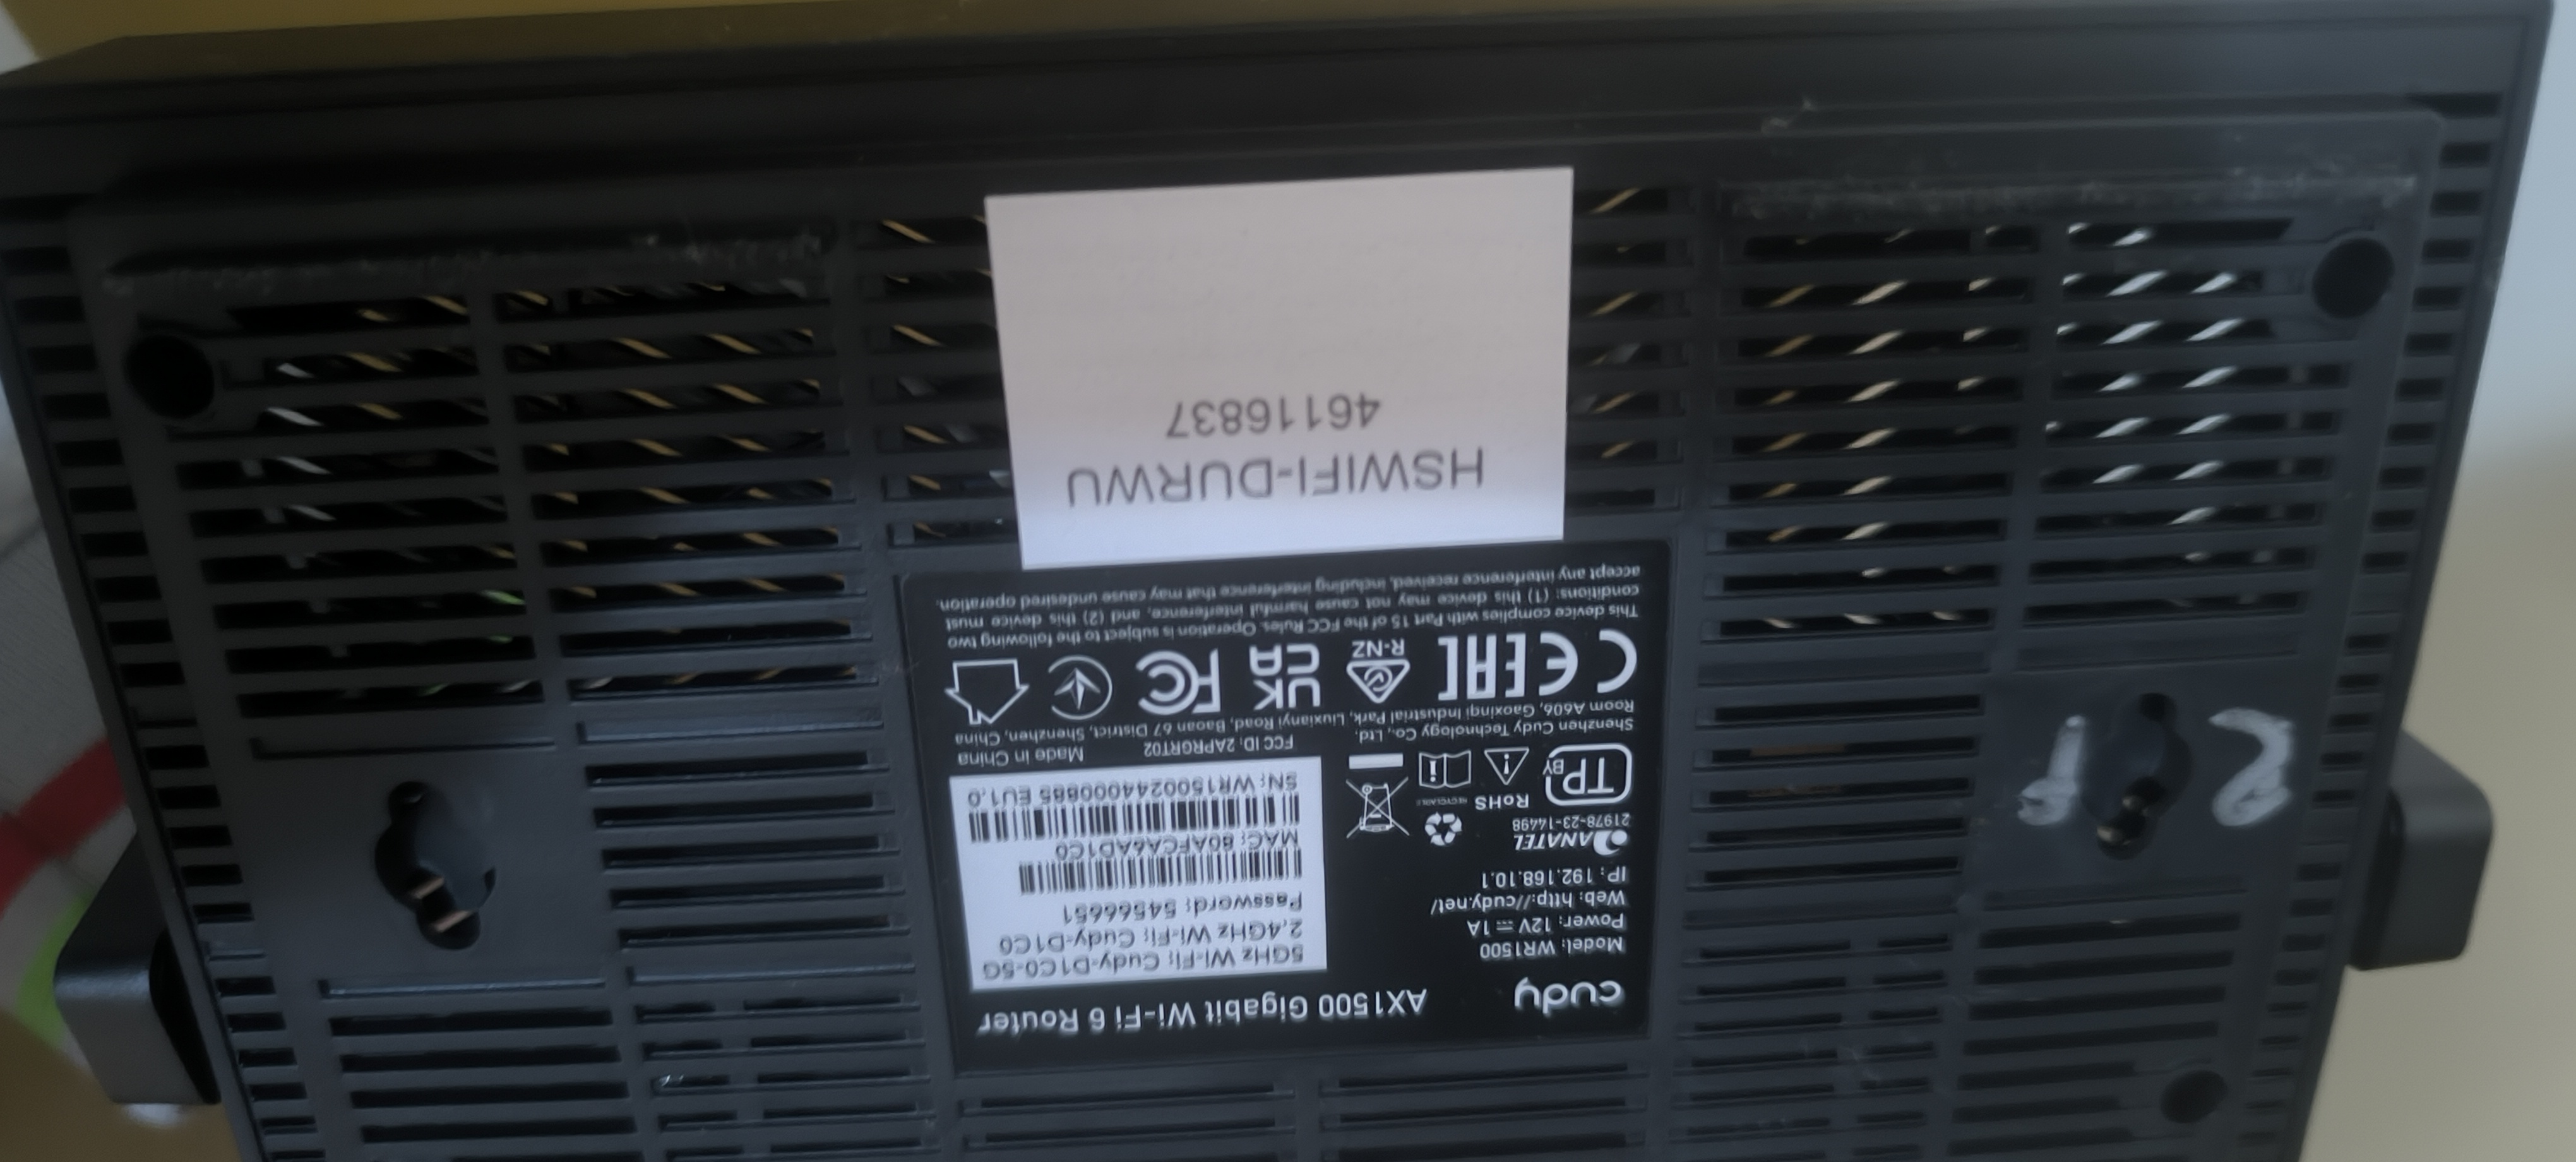 cudy
AX1500 Gigabit Wi-Fi 6 Router
Model: WR1500
Power: 12V ⎓ 1A
Web: http://cudy.net/
IP: 192.168.10.1
5GHz Wi-Fi: Cudy-D1C0-5G
2.4GHz Wi-Fi: Cudy-D1C0
Password: 54566651
MAC: 80AFCA6AD1C0
SN: WR1500244000885 EU1.0
ANATEL
21978-23-14498
RoHS
RECYCLABLE
TP
BY
Shenzhen Cudy Technology Co., Ltd.
Room A606, Gaoxinqi Industrial Park, Liuxianyi Road, Baoan 67 District, Shenzhen, China
FCC ID: 2APRGRT02
Made in China
CE EAC
R-NZ
UK
CA
FC
This device complies with Part 15 of the FCC Rules. Operation is subject to the following two
conditions: (1) this device may not cause harmful interference, and (2) this device must
accept any interference received, including interference that may cause undesired operation.
HSWIFI-DURWU
46116837